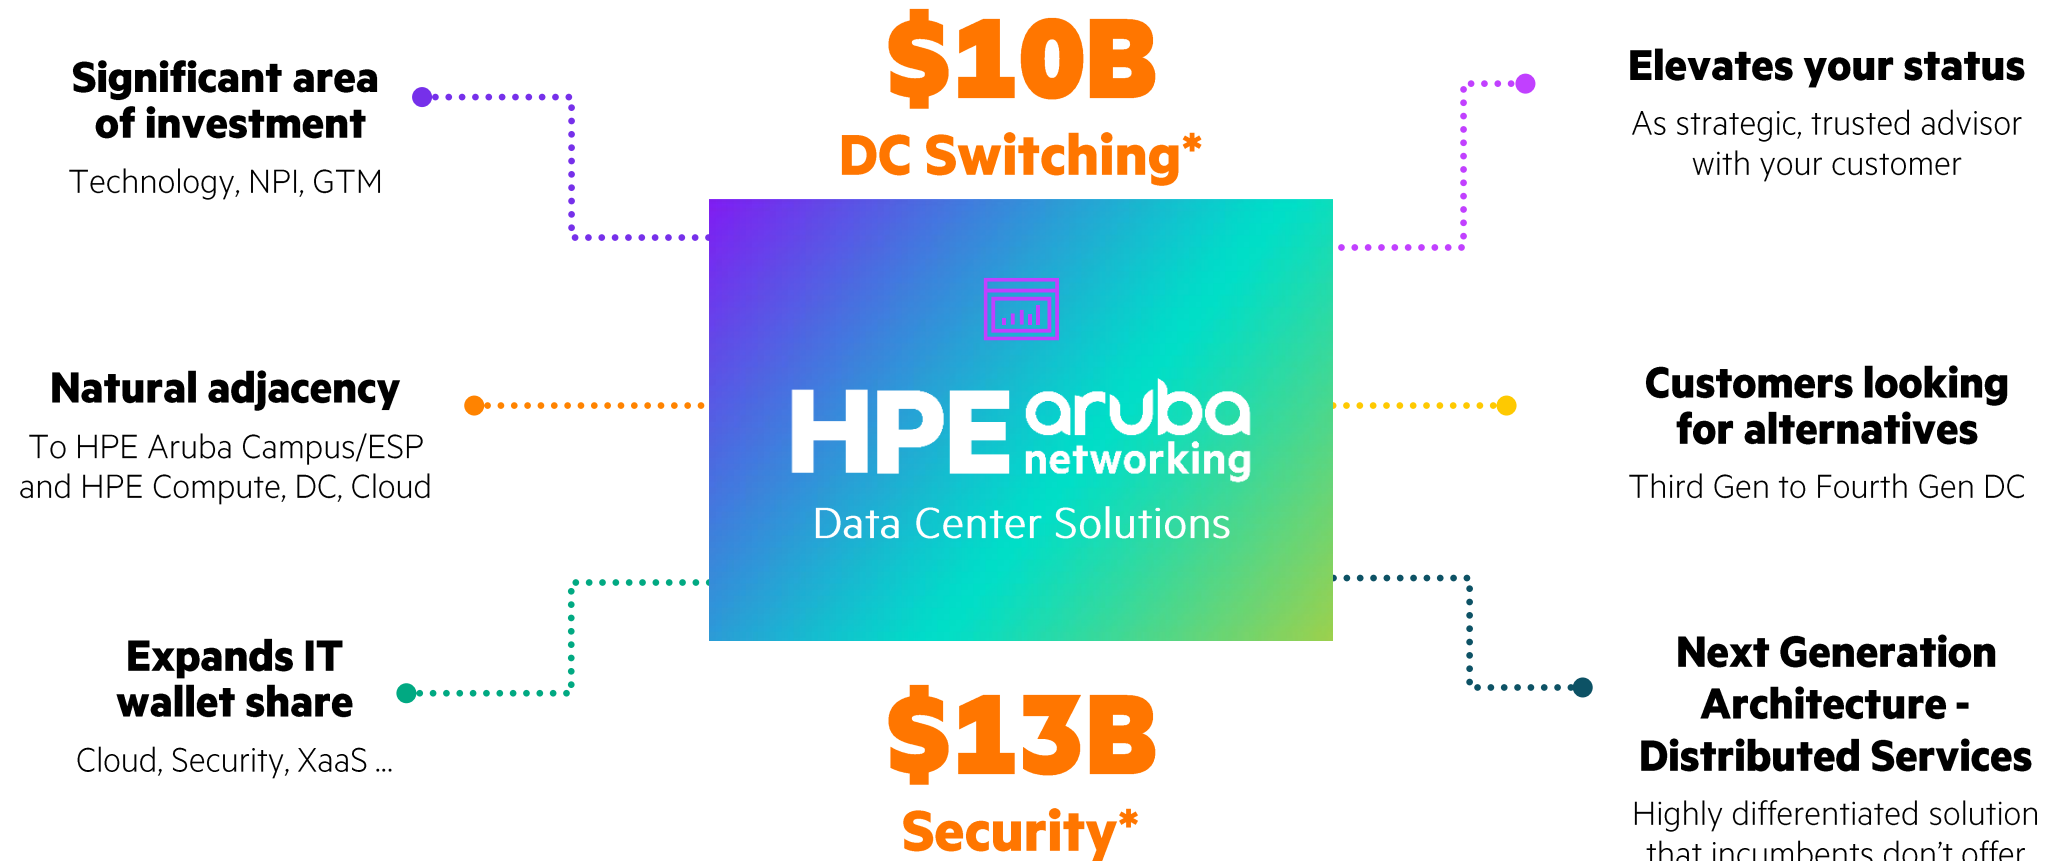 Significant area
of investment
Technology, NPI, GTM
Natural adjacency
To HPE Aruba Campus/ESP
and HPE Compute, DC, Cloud
Expands IT
wallet share
Cloud, Security, XaaS ...
$10B
DC Switching*
HPE aruba
networking
Data Center Solutions
$13B
Security*
Elevates your status
As strategic, trusted advisor
with your customer
Customers looking
for alternatives
Third Gen to Fourth Gen DC
Next Generation
Architecture -
Distributed Services
Highly differentiated solution
that incumbents don't offer